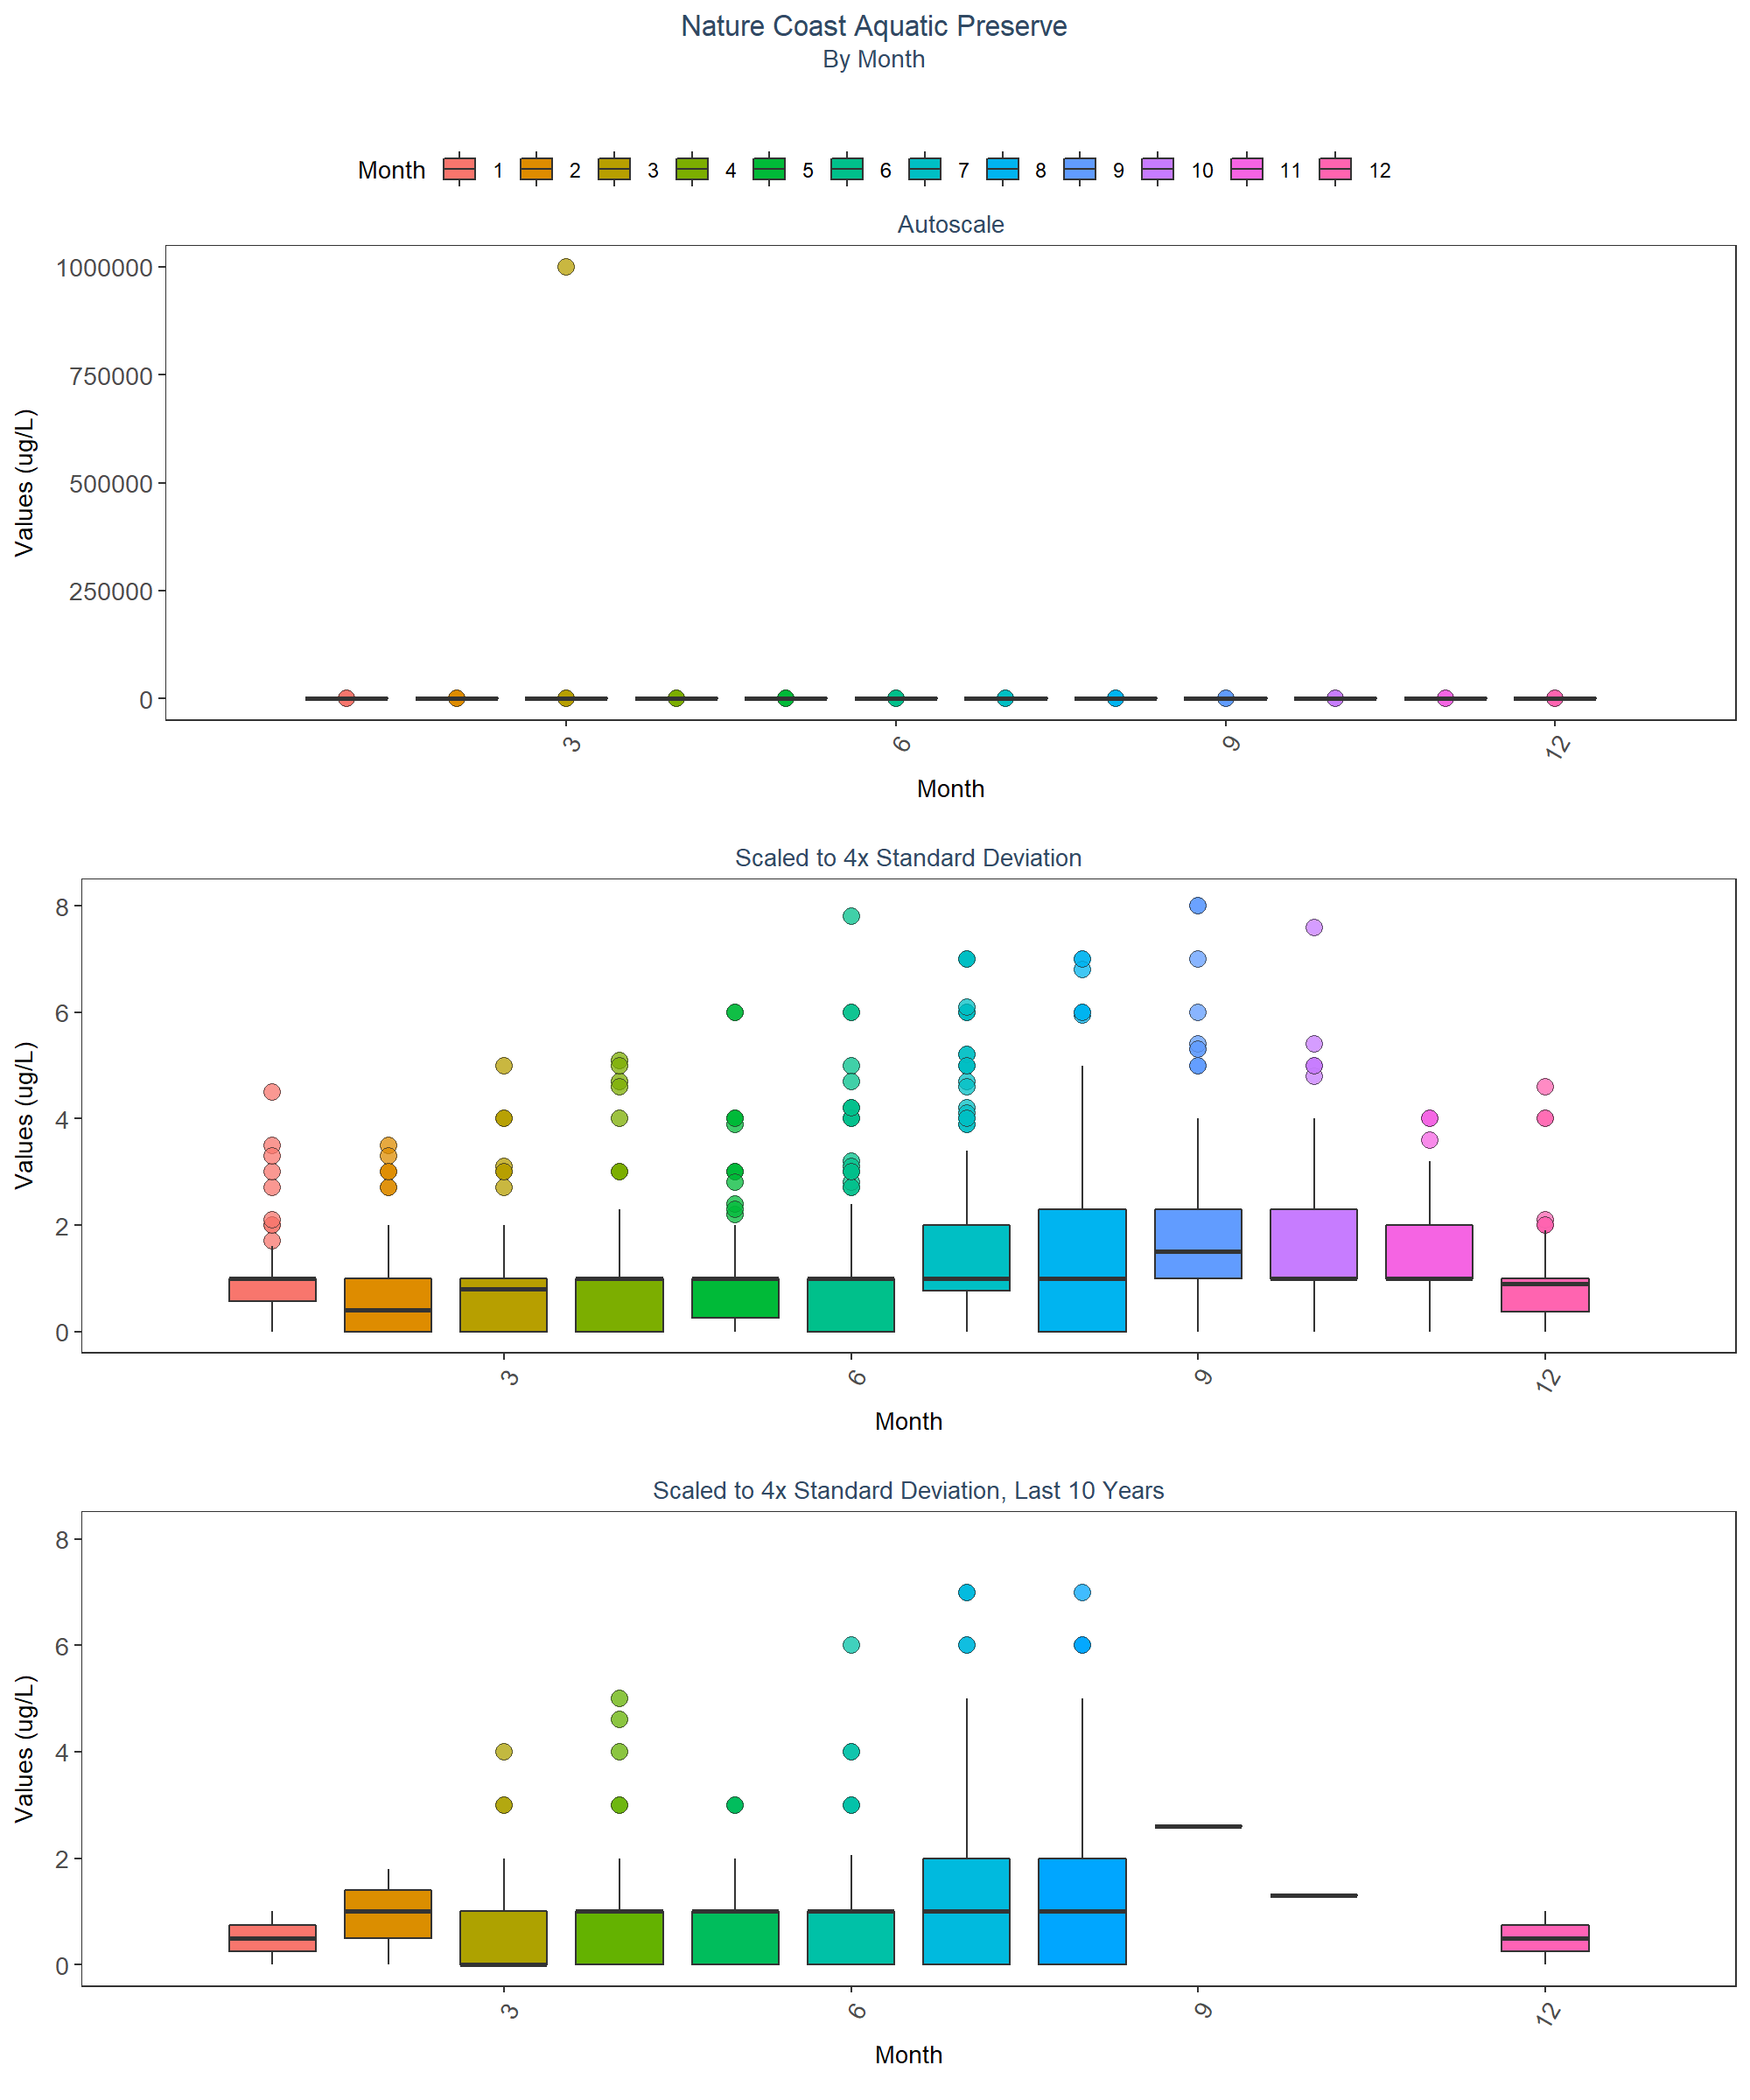 Nature Coast Aquatic Preserve
By Month
Month 1 2 3 4 5 6 7 8 9 10 11 12
Autoscale
1000000
750000
500000
250000
0
Values (ug/L)
3 6 9 12
Month
Scaled to 4x Standard Deviation
8
6
4
2
0
Values (ug/L)
3 6 9 12
Month
Scaled to 4x Standard Deviation, Last 10 Years
8
6
4
2
0
Values (ug/L)
3 6 9 12
Month